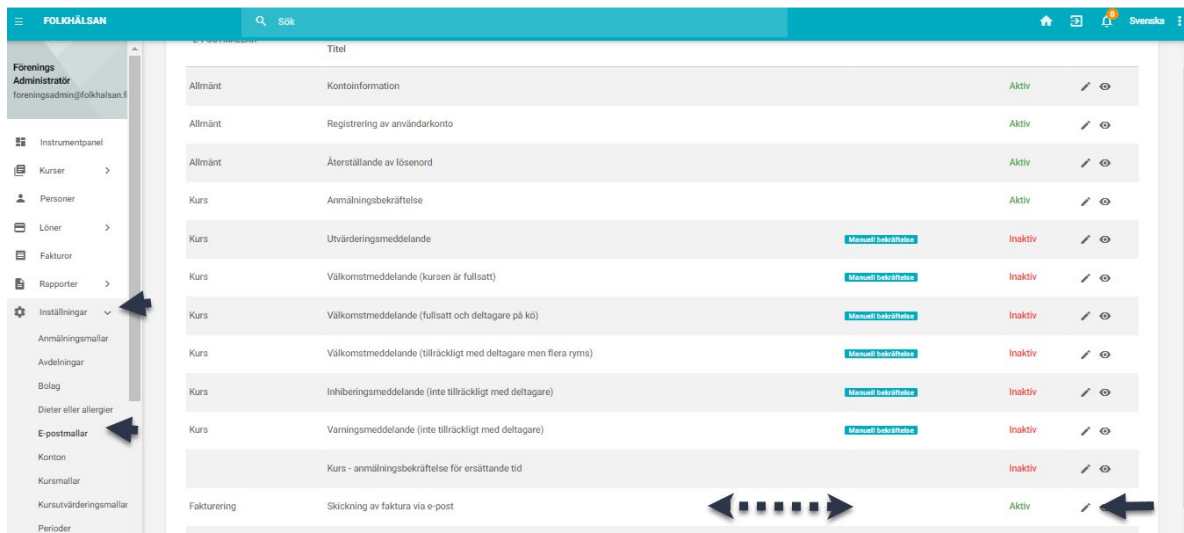 FOLKHÄLSAN
Sök
0
Svenska
Förenings
Administratör
foreningsadmin@folkhalsan.f
Instrumentpanel
Kurser
Personer
Löner
Fakturor
Rapporter
Inställningar
Anmälningsmallar
Avdelningar
Bolag
Dieter eller allergier
E-postmallar
Konton
Kursmallar
Kursutvärderingsmallar
Perioder
Titel
Allmänt Kontoinformation Aktiv
Allmänt Registrering av användarkonto Aktiv
Allmänt Återställande av lösenord Aktiv
Kurs Anmälningsbekräftelse Aktiv
Kurs Utvärderingsmeddelande Manuell bekräftelse Inaktiv
Kurs Välkomstmeddelande (kursen är fullsatt) Manuell bekräftelse Inaktiv
Kurs Välkomstmeddelande (fullsatt och deltagare på kö) Manuell bekräftelse Inaktiv
Kurs Välkomstmeddelande (tillräckligt med deltagare men flera ryms) Manuell bekräftelse Inaktiv
Kurs Inhiberingsmeddelande (inte tillräckligt med deltagare) Manuell bekräftelse Inaktiv
Kurs Varningsmeddelande (inte tillräckligt med deltagare) Manuell bekräftelse Inaktiv
Kurs - anmälningsbekräftelse för ersättande tid Inaktiv
Fakturering Skickning av faktura via e-post Aktiv